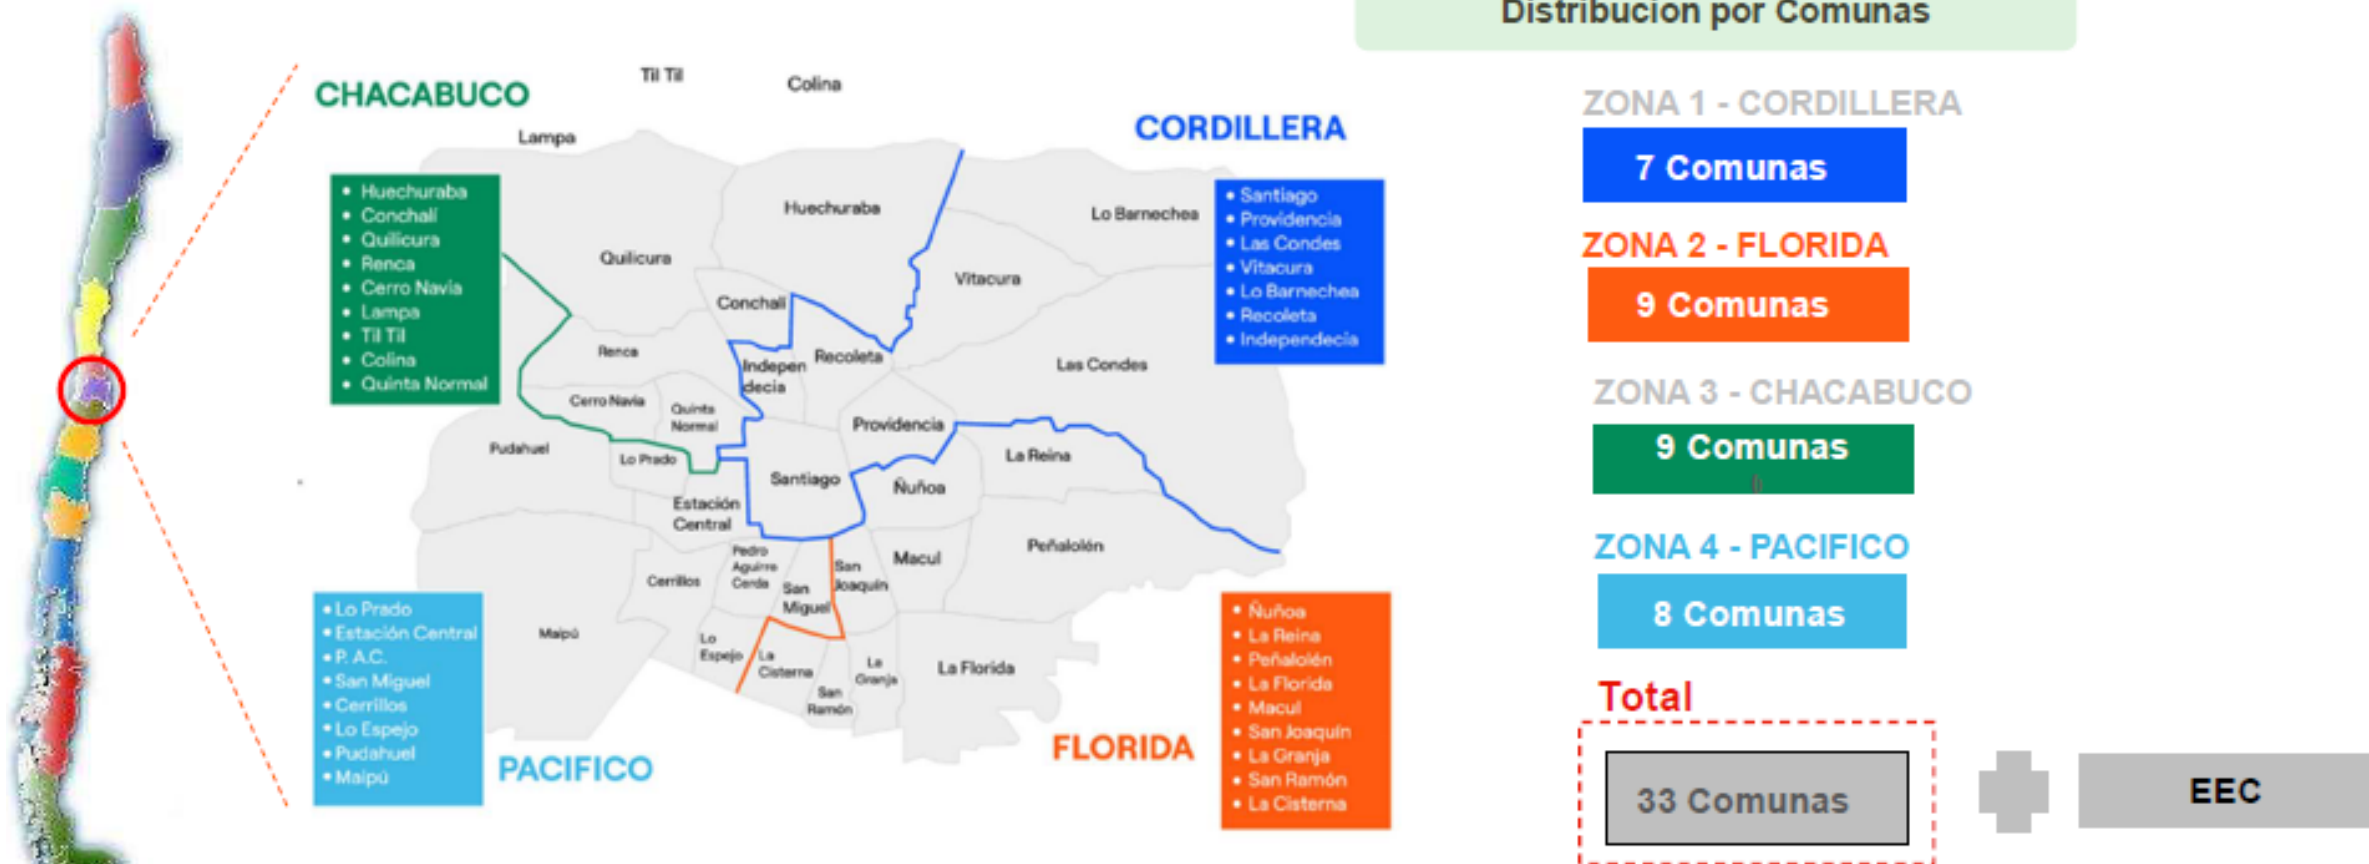 Distribucion por Comunas
CHACABUCO
Til Til
Colina
Lampa
CORDILLERA
• Huechuraba
• Conchalí
• Quilicura
• Renca
• Cerro Navia
• Lampa
• Til Til
• Colina
• Quinta Normal
• Santiago
• Providencia
• Las Condes
• Vitacura
• Lo Barnechea
• Recoleta
• Independecia
Huechuraba
Lo Barnechea
Quilicura
Vitacura
Conchalí
Renca
Indepen
decia
Recoleta
Las Condes
Cerro Navia
Quinta
Normal
Providencia
Pudahuel
Lo Prado
La Reina
Santiago
Ñuñoa
Estación
Central
Peñalolén
Pedro
Aguirre
Cerda
Cerrillos
San
Miguel
San
Joaquín
Macul
Maipú
Lo
Espejo
La
Cisterna
La
Granja
La Florida
San
Ramón
• Lo Prado
• Estación Central
• P. A.C.
• San Miguel
• Cerrillos
• Lo Espejo
• Pudahuel
• Maipú
PACIFICO
FLORIDA
• Ñuñoa
• La Reina
• Peñalolén
• La Florida
• Macul
• San Joaquín
• La Granja
• San Ramón
• La Cisterna
ZONA 1 - CORDILLERA
7 Comunas
ZONA 2 - FLORIDA
9 Comunas
ZONA 3 - CHACABUCO
9 Comunas
ZONA 4 - PACIFICO
8 Comunas
Total
33 Comunas
EEC